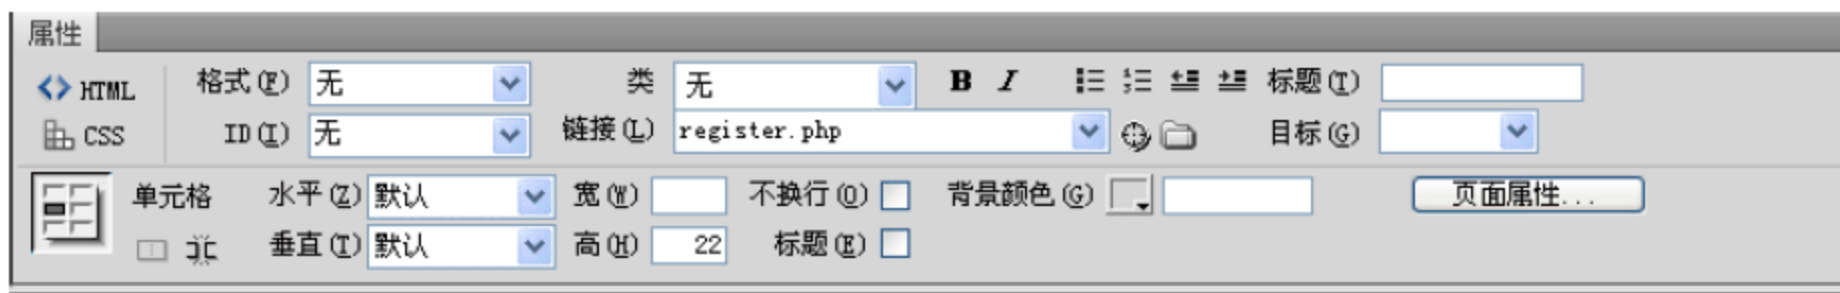 属性
HTML 格式(F) 无 类 无 B I 标题(T)
CSS ID(I) 无 链接(L) register.php 目标(G)
单元格 水平(Z) 默认 宽(W) 不换行(O) 背景颜色(G) 页面属性...
垂直(T) 默认 高(H) 22 标题(E)